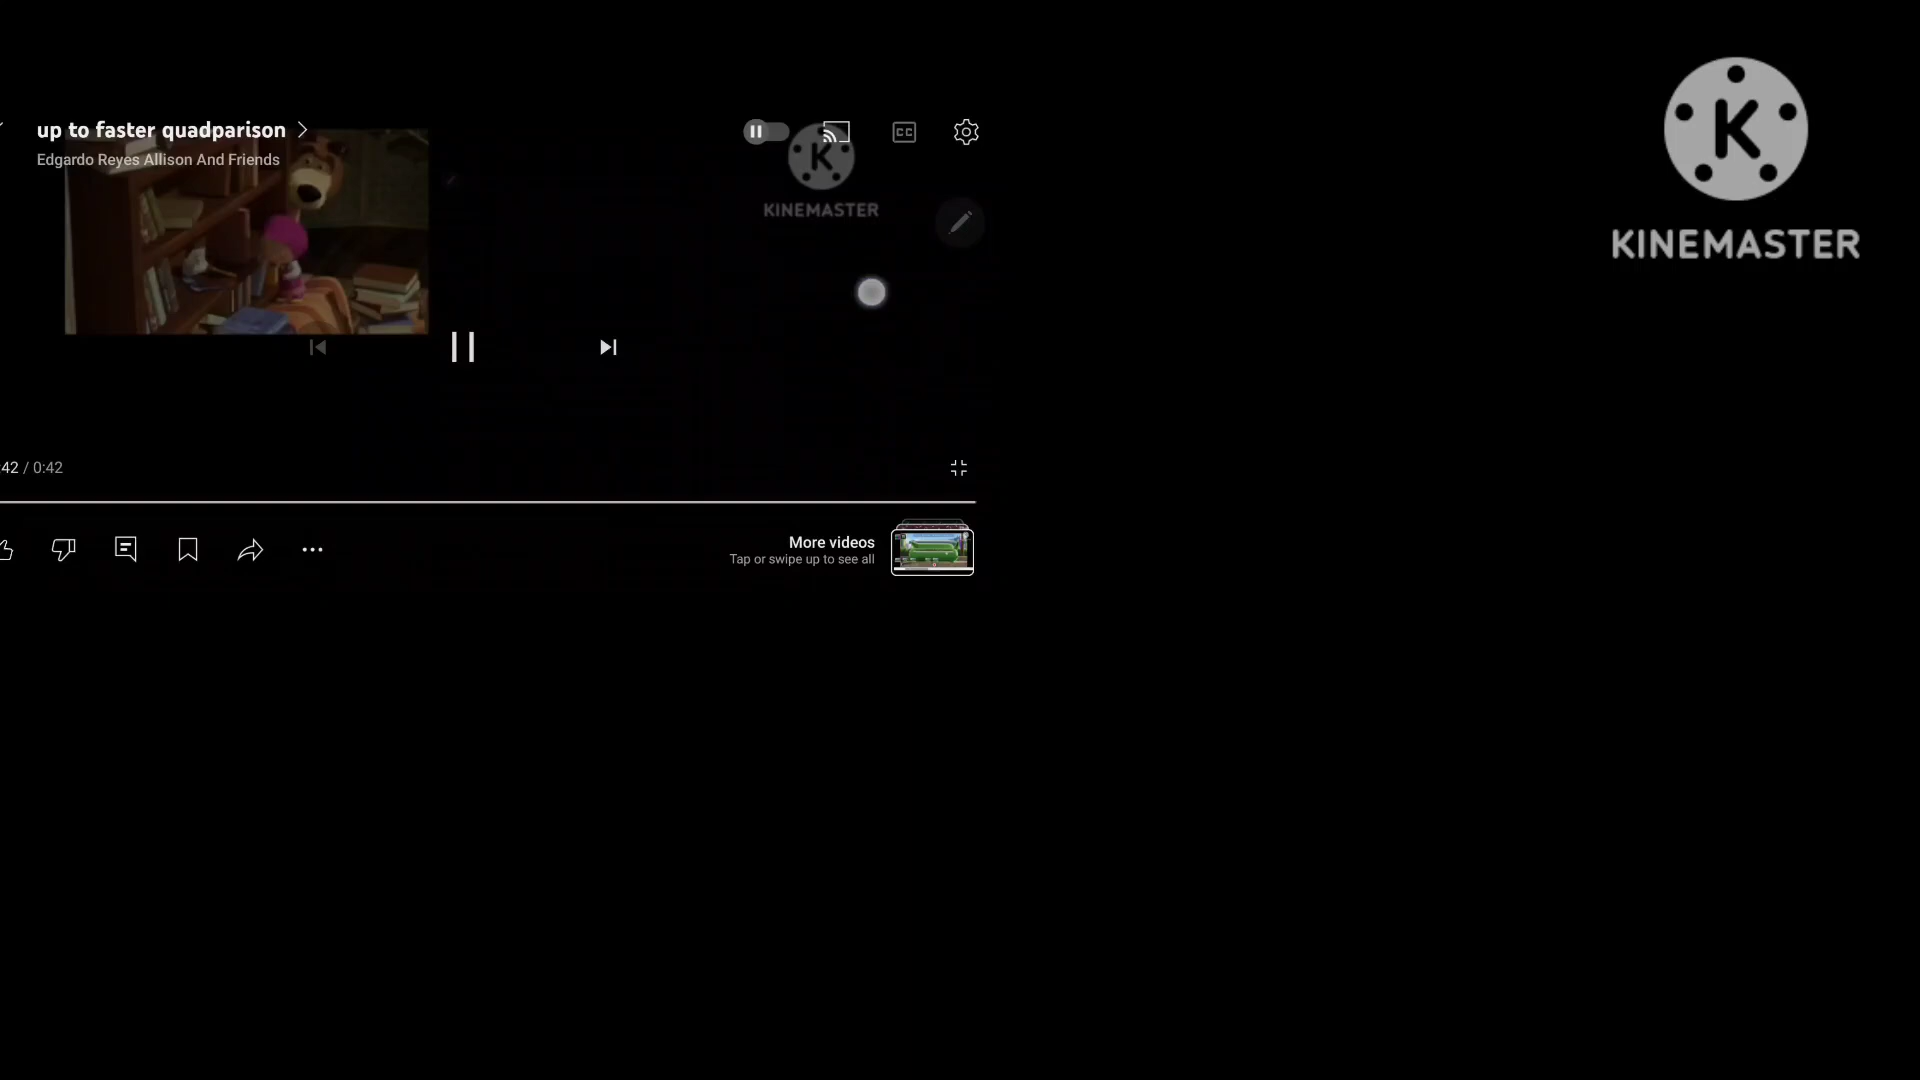 up to faster quadparison
Edgardo Reyes Allison And Friends
CC
K
KINEMASTER
K
KINEMASTER
:42 / 0:42
More videos
Tap or swipe up to see all